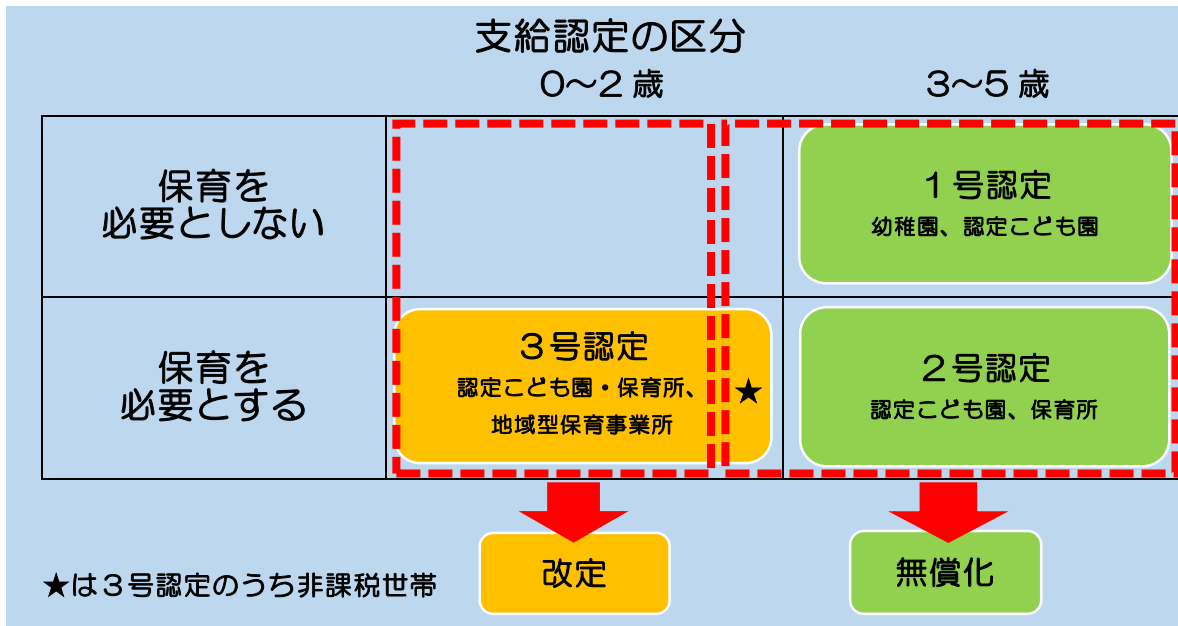 支給認定の区分
０～２歳
３～５歳
保育を
必要としない
１号認定
幼稚園、認定こども園
保育を
必要とする
３号認定
認定こども園・保育所、
地域型保育事業所
★
２号認定
認定こども園、保育所
改定
無償化
★は３号認定のうち非課税世帯